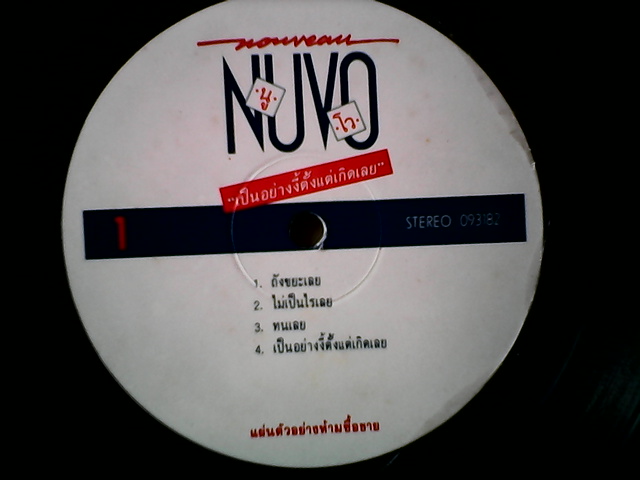 nouveau
NUVO
นู
โว
"เป็นอย่างงี้ตั้งแต่เกิดเลย"
1 STEREO 093182
1. ถังขยะเลย
2. ไม่เป็นไรเลย
3. ทนเลย
4. เป็นอย่างงี้ตั้งแต่เกิดเลย
แผ่นตัวอย่างห้ามซื้อขาย